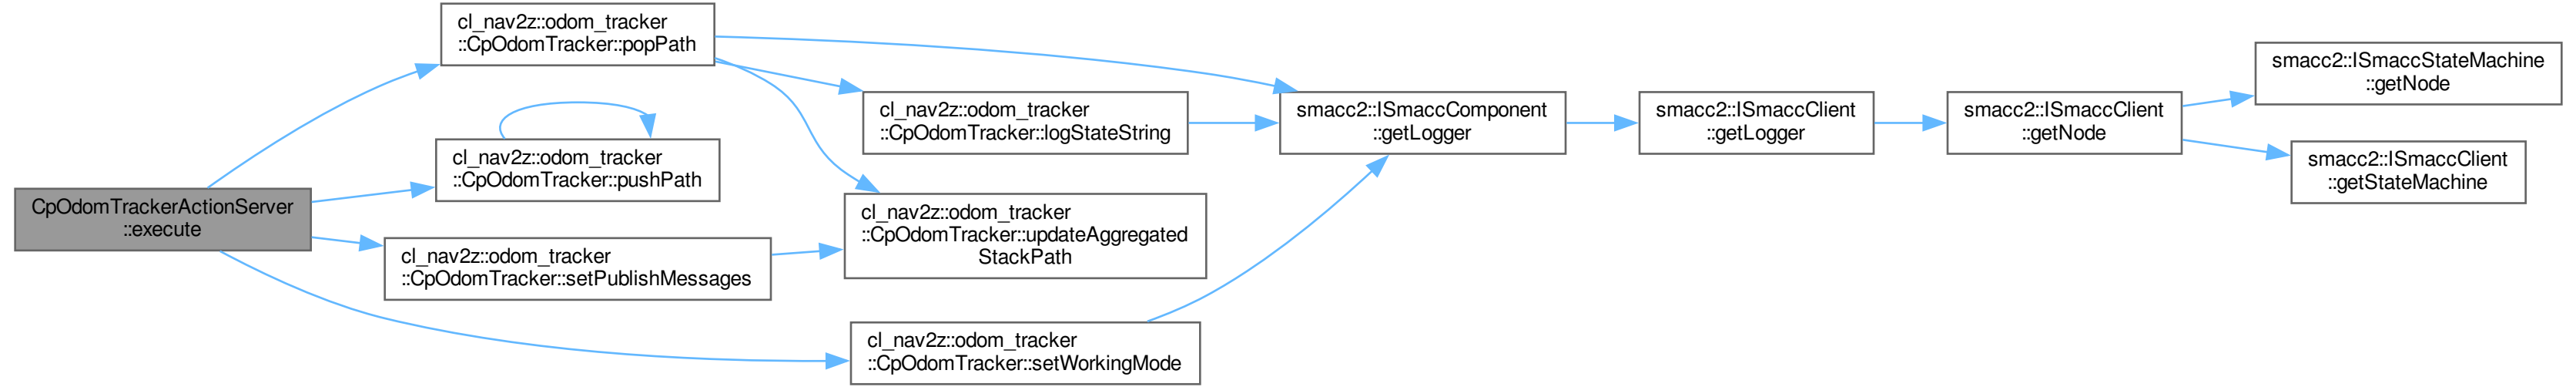 CpOdomTrackerActionServer
::execute
cl_nav2z::odom_tracker
::CpOdomTracker::popPath
cl_nav2z::odom_tracker
::CpOdomTracker::pushPath
cl_nav2z::odom_tracker
::CpOdomTracker::setPublishMessages
cl_nav2z::odom_tracker
::CpOdomTracker::logStateString
cl_nav2z::odom_tracker
::CpOdomTracker::updateAggregated
StackPath
cl_nav2z::odom_tracker
::CpOdomTracker::setWorkingMode
smacc2::ISmaccComponent
::getLogger
smacc2::ISmaccClient
::getLogger
smacc2::ISmaccClient
::getNode
smacc2::ISmaccStateMachine
::getNode
smacc2::ISmaccClient
::getStateMachine